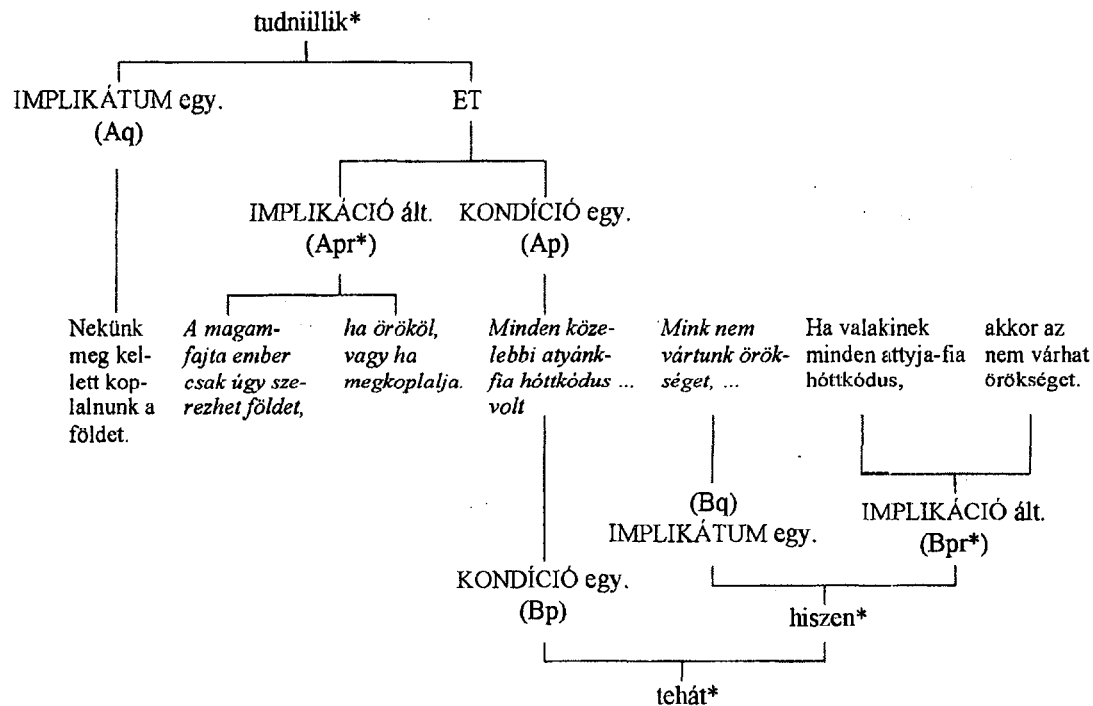 tudniillik*
IMPLIKÁTUM egy.
(Aq)
ET
IMPLIKÁCIÓ ált.
(Apr*)
KONDÍCIÓ egy.
(Ap)
Nekünk
meg kel-
lett kop-
lalnunk a
földet.
A magam-
fajta ember
csak úgy sze-
rezhet földet,
ha örököl,
vagy ha
megkoplalja.
Minden köze-
lebbi atyánk-
fia hóttkódus ...
volt
Mink nem
vártunk örök-
séget, ...
Ha valakinek
minden attyja-fia
hóttkódus,
akkor az
nem várhat
örökséget.
(Bq)
IMPLIKÁTUM egy.
IMPLIKÁCIÓ ált.
(Bpr*)
KONDÍCIÓ egy.
(Bp)
hiszen*
tehát*